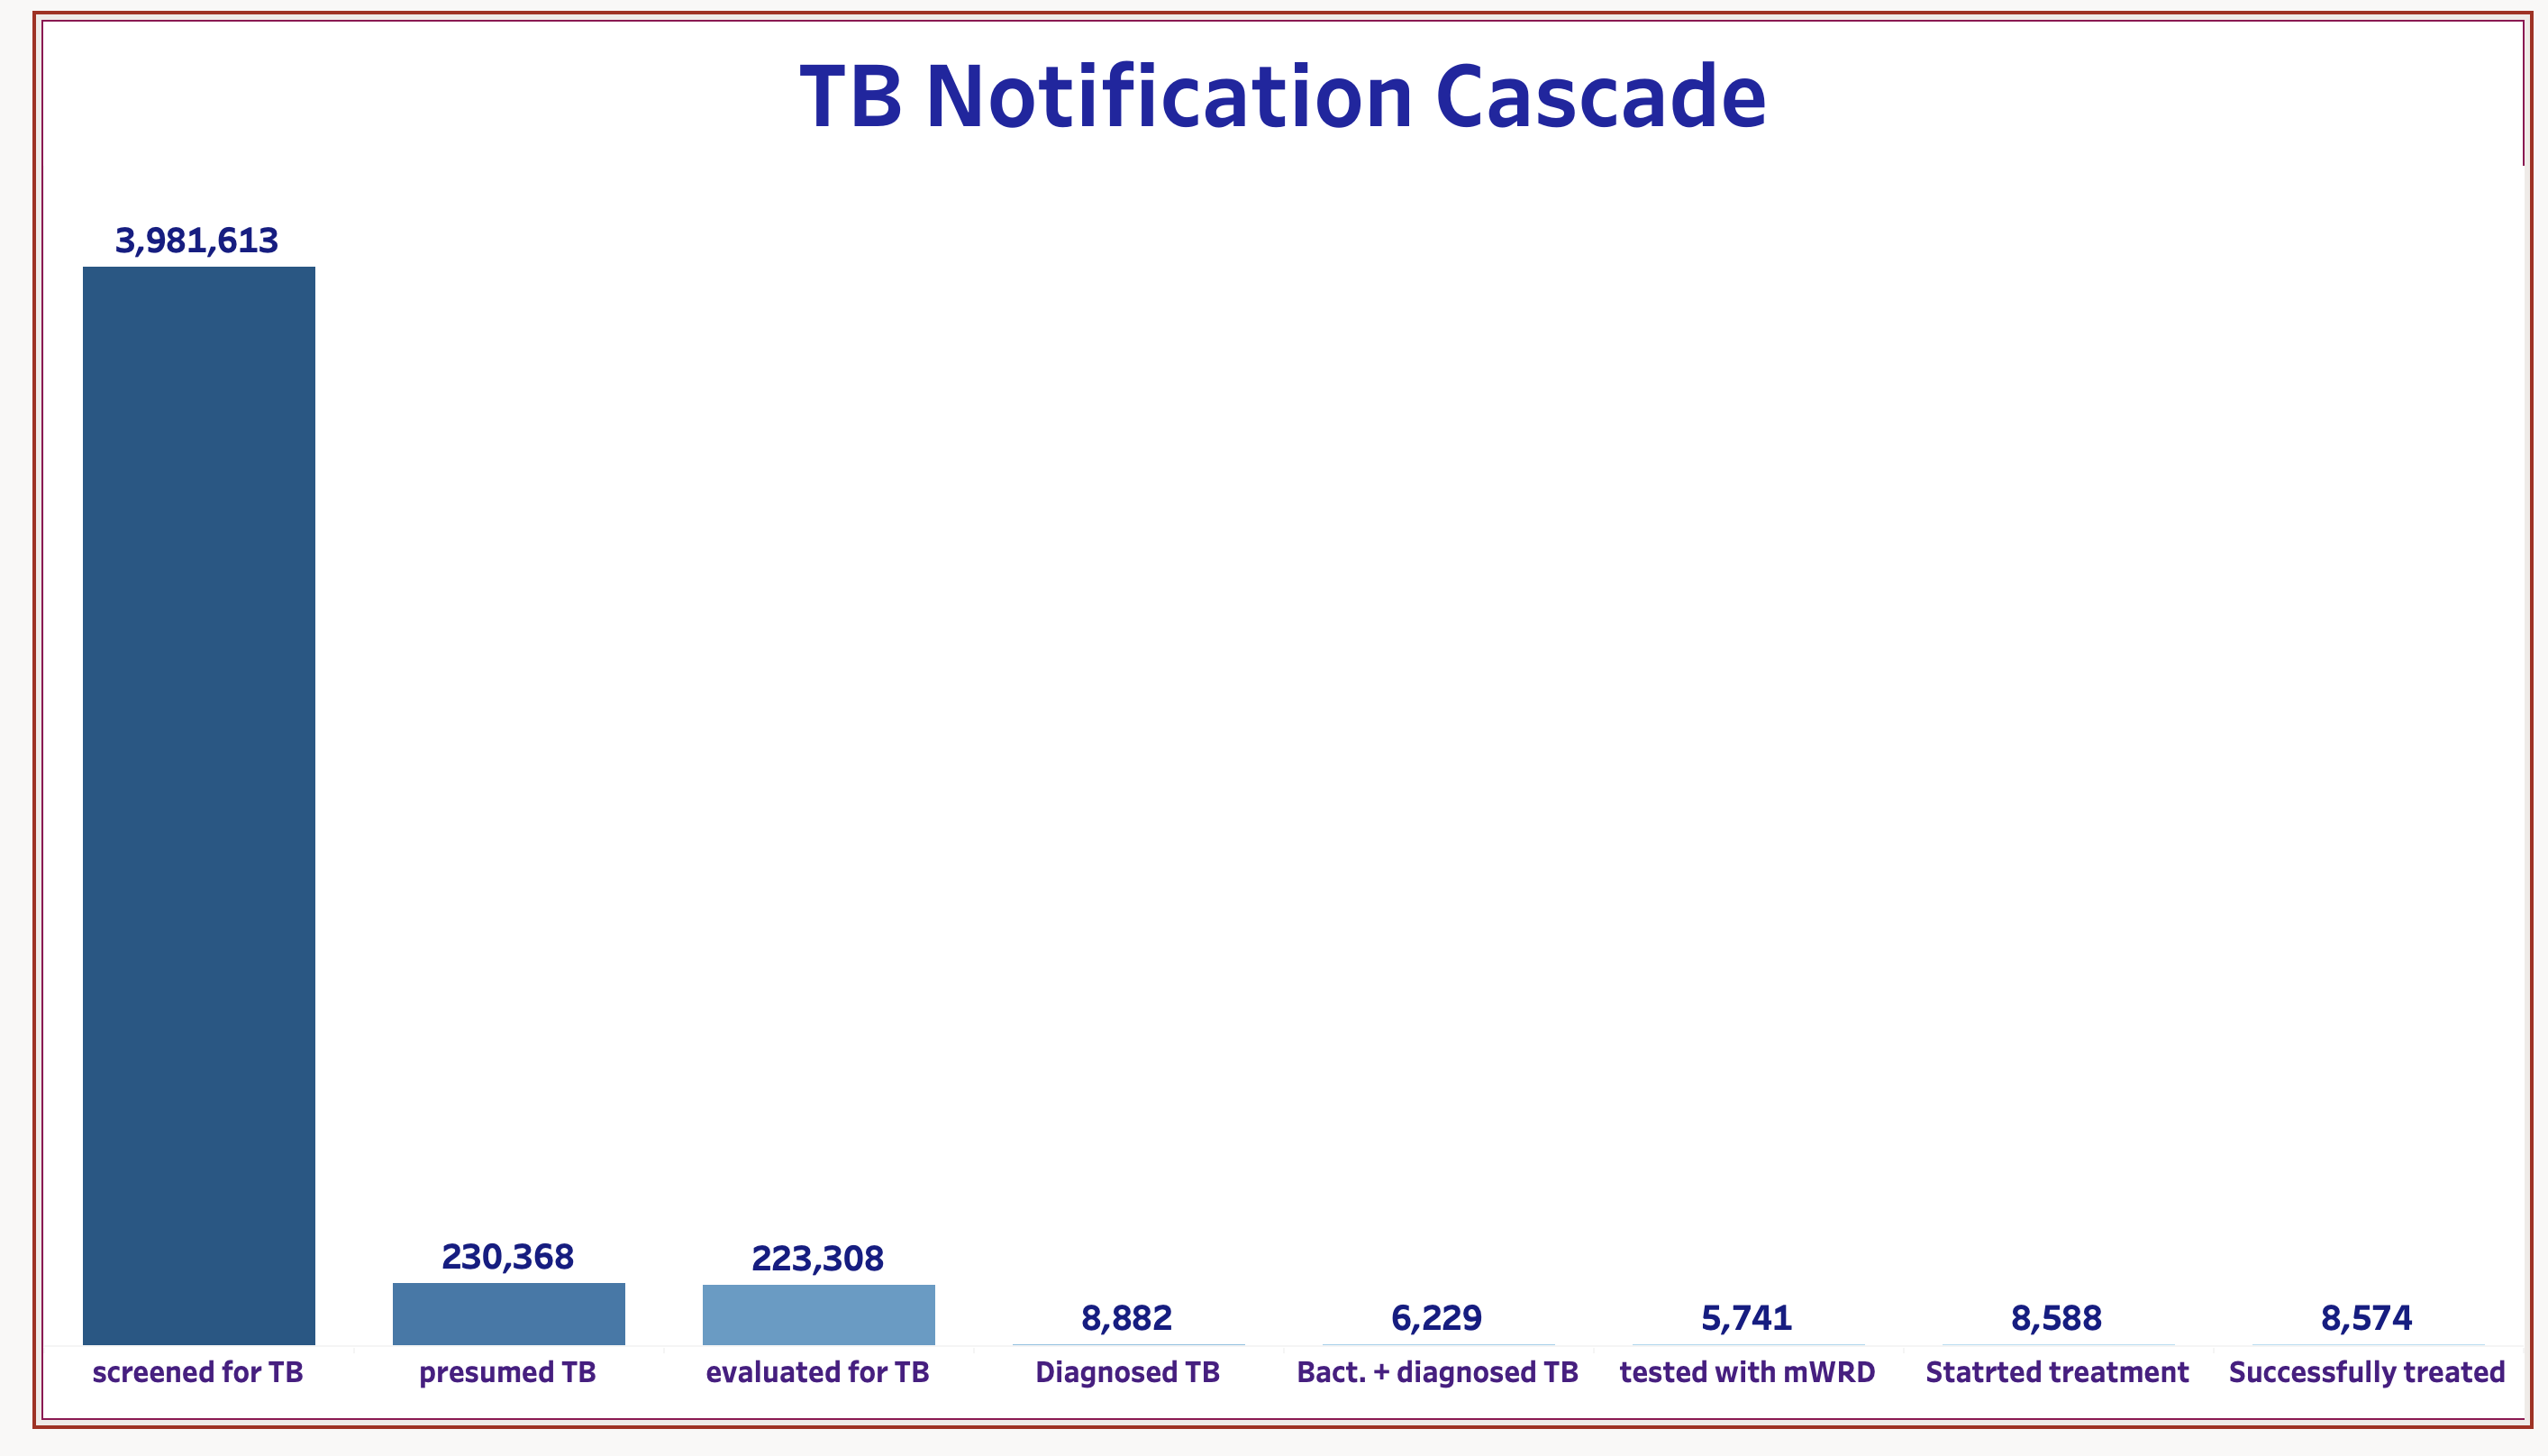 TB Notification Cascade
3,981,613
230,368
223,308
8,882
6,229
5,741
8,588
8,574
screened for TB
presumed TB
evaluated for TB
Diagnosed TB
Bact. + diagnosed TB
tested with mWRD
Statrted treatment
Successfully treated